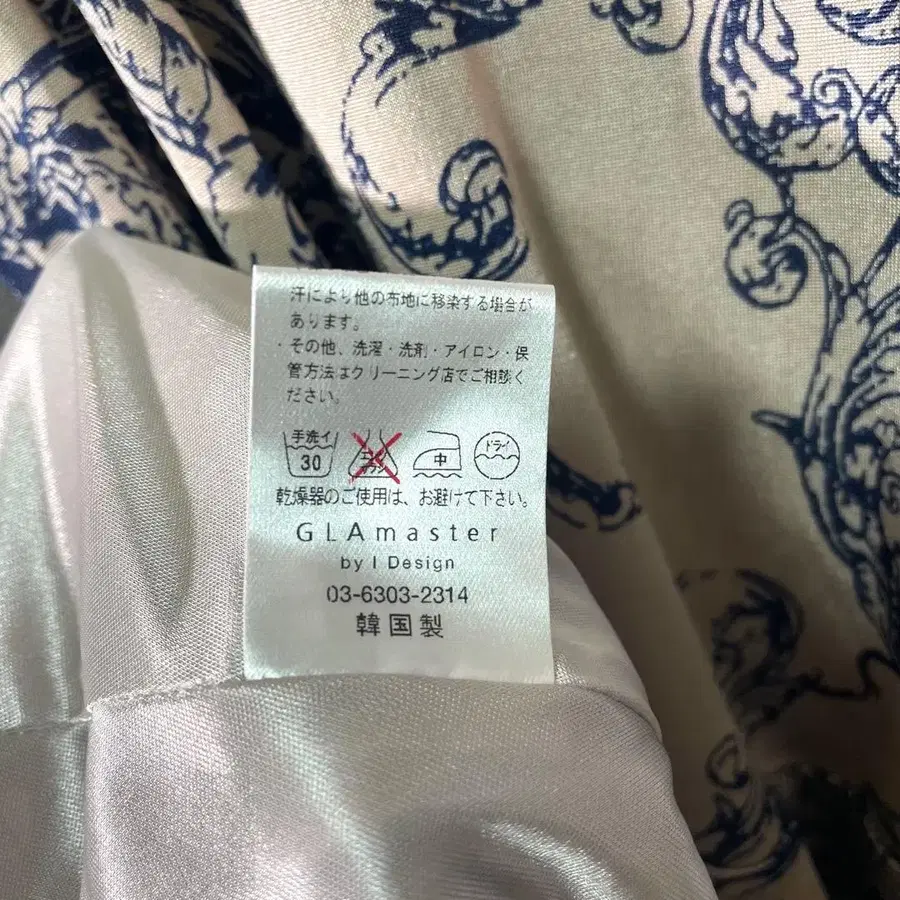 汗により他の布地に移染する場合が
あります。
・その他、洗濯・洗剤・アイロン・保
管方法はクリーニング店でご相談く
ださい。
手洗イ 中 ドライ
30
乾燥器のご使用は、お避けて下さい。
GLAmaster
by I Design
03-6303-2314
韓国製